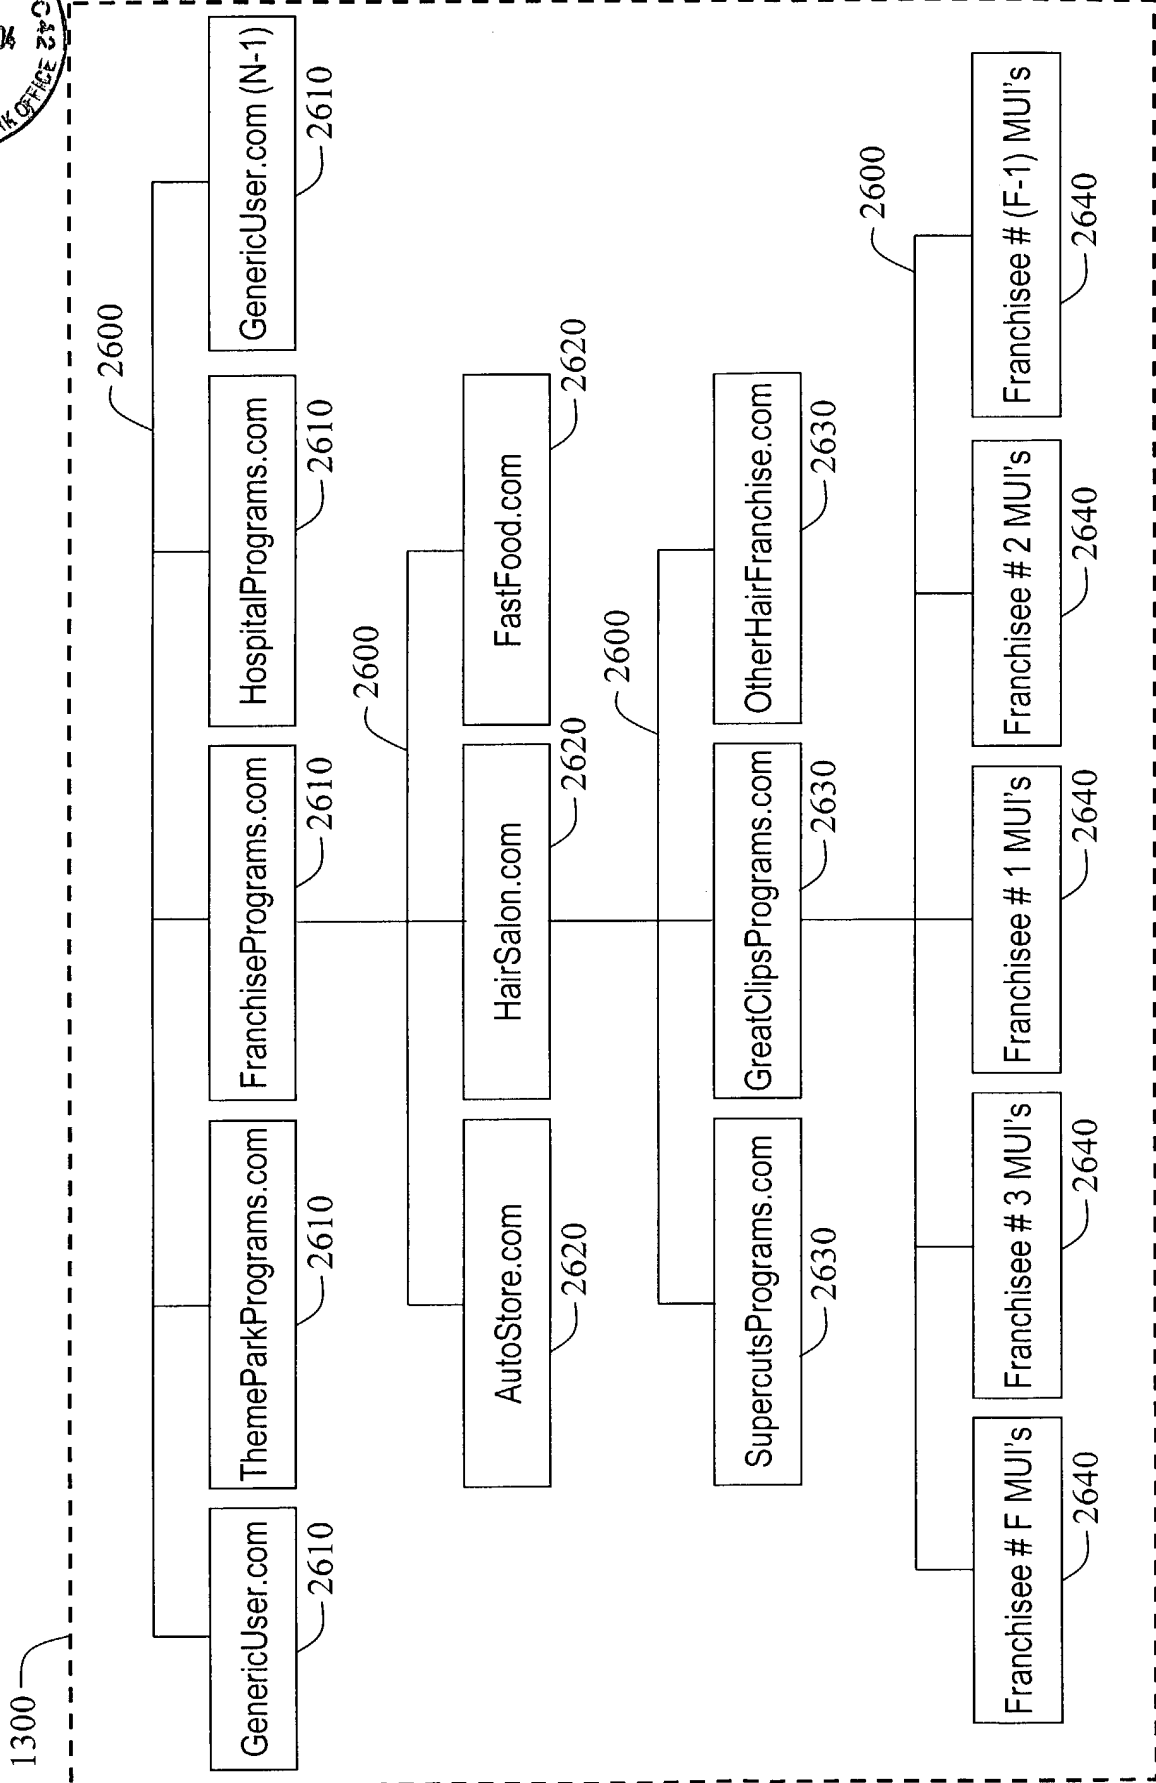 1300
2600
GenericUser.com
ThemeParkPrograms.com
FranchisePrograms.com
HospitalPrograms.com
GenericUser.com (N-1)
2610
2610
2610
2610
2610
2600
AutoStore.com
HairSalon.com
FastFood.com
2620
2620
2620
2600
SupercutsPrograms.com
GreatClipsPrograms.com
OtherHairFranchise.com
2630
2630
2630
2600
Franchisee # F MUI's
Franchisee # 3 MUI's
Franchisee # 1 MUI's
Franchisee # 2 MUI's
Franchisee # (F-1) MUI's
2640
2640
2640
2640
2640
OFFICE